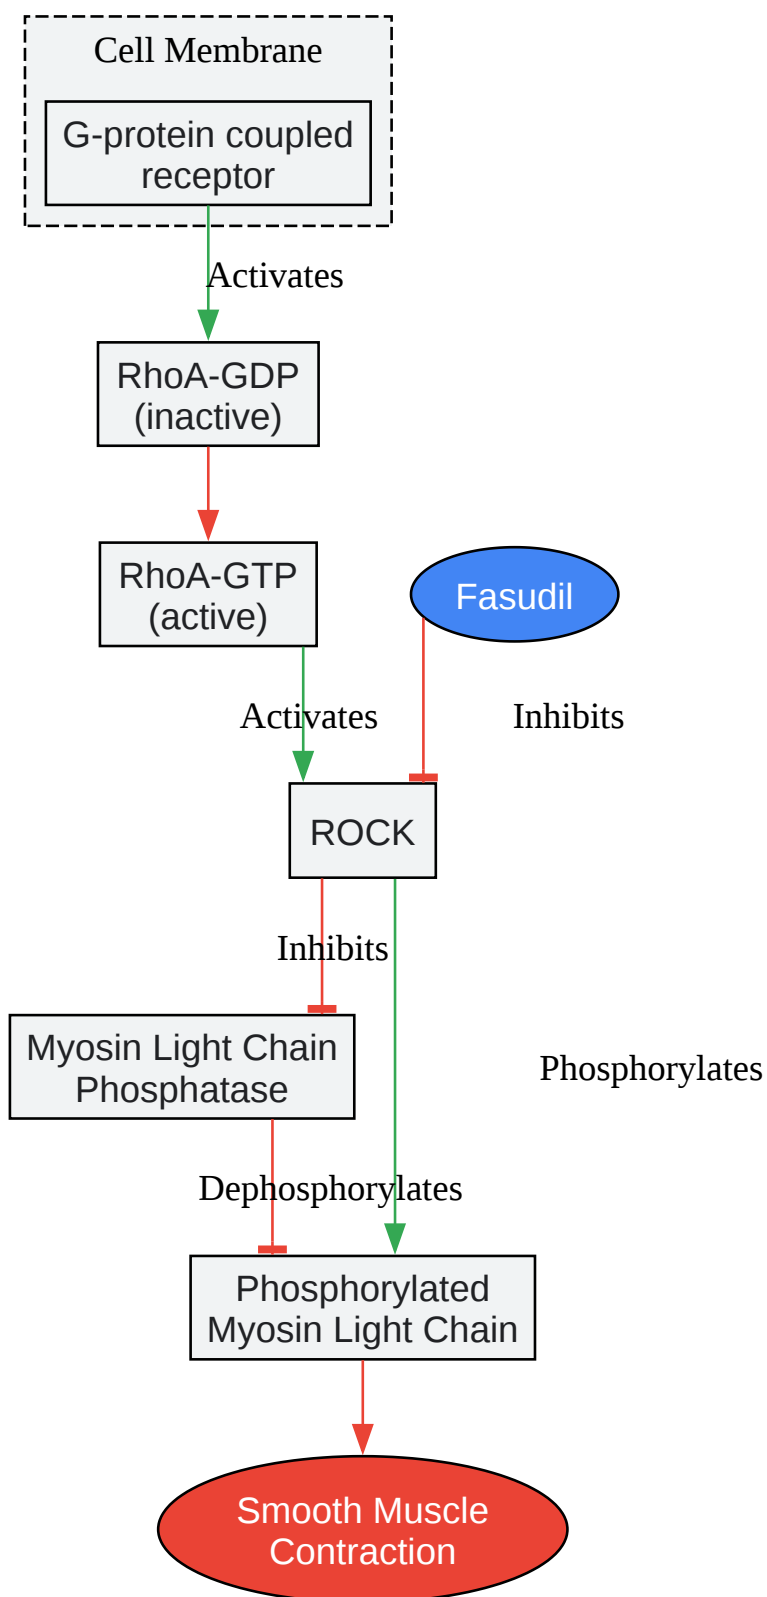 Cell Membrane
G-protein coupled
receptor
Activates
RhoA-GDP
(inactive)
RhoA-GTP
(active)
Fasudil
Activates
Inhibits
ROCK
Inhibits
Myosin Light Chain
Phosphatase
Phosphorylates
Dephosphorylates
Phosphorylated
Myosin Light Chain
Smooth Muscle
Contraction